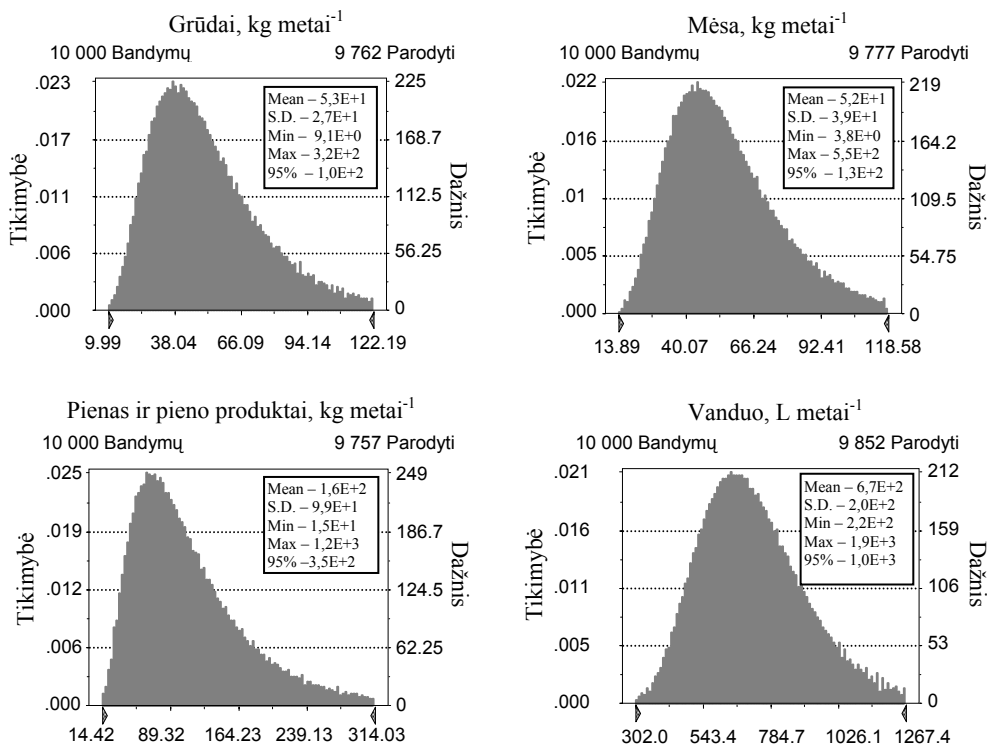 Grūdai, kg metai-1
10 000 Bandymų 9 762 Parodyti
.023
.017
.011
.006
.000
Tikimybė
Mean – 5,3E+1
S.D. – 2,7E+1
Min – 9,1E+0
Max – 3,2E+2
95% – 1,0E+2
225
168.7
112.5
56.25
0
Dažnis
9.99 38.04 66.09 94.14 122.19
Mėsa, kg metai-1
10 000 Bandymų 9 777 Parodyti
.022
.016
.01
.005
.000
Tikimybė
Mean – 5,2E+1
S.D. – 3,9E+1
Min – 3,8E+0
Max – 5,5E+2
95% – 1,3E+2
219
164.2
109.5
54.75
0
Dažnis
13.89 40.07 66.24 92.41 118.58
Pienas ir pieno produktai, kg metai-1
10 000 Bandymų 9 757 Parodyti
.025
.019
.012
.006
.000
Tikimybė
Mean – 1,6E+2
S.D. – 9,9E+1
Min – 1,5E+1
Max – 1,2E+3
95% –3,5E+2
249
186.7
124.5
62.25
0
Dažnis
14.42 89.32 164.23 239.13 314.03
Vanduo, L metai-1
10 000 Bandymų 9 852 Parodyti
.021
.016
.011
.005
.000
Tikimybė
Mean – 6,7E+2
S.D. – 2,0E+2
Min – 2,2E+2
Max – 1,9E+3
95% – 1,0E+3
212
159
106
53
0
Dažnis
302.0 543.4 784.7 1026.1 1267.4